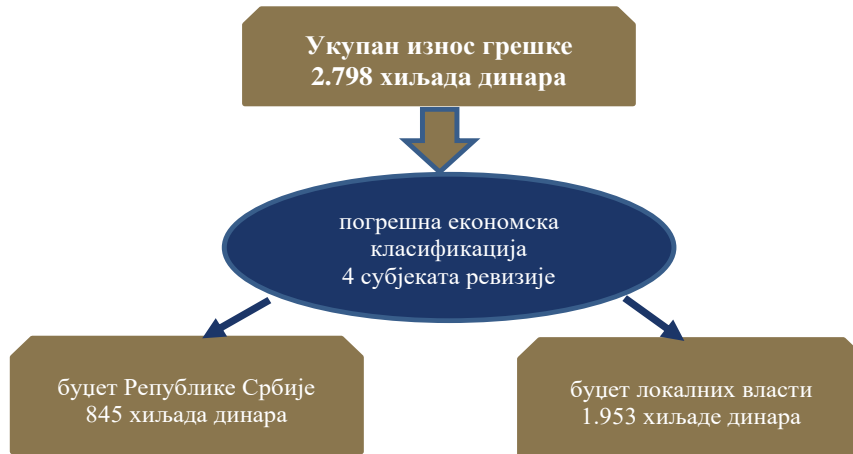 Укупан износ грешке
2.798 хиљада динара
погрешна економска
класификација
4 субјеката ревизије
буџет Републике Србије
845 хиљада динара
буџет локалних власти
1.953 хиљаде динара